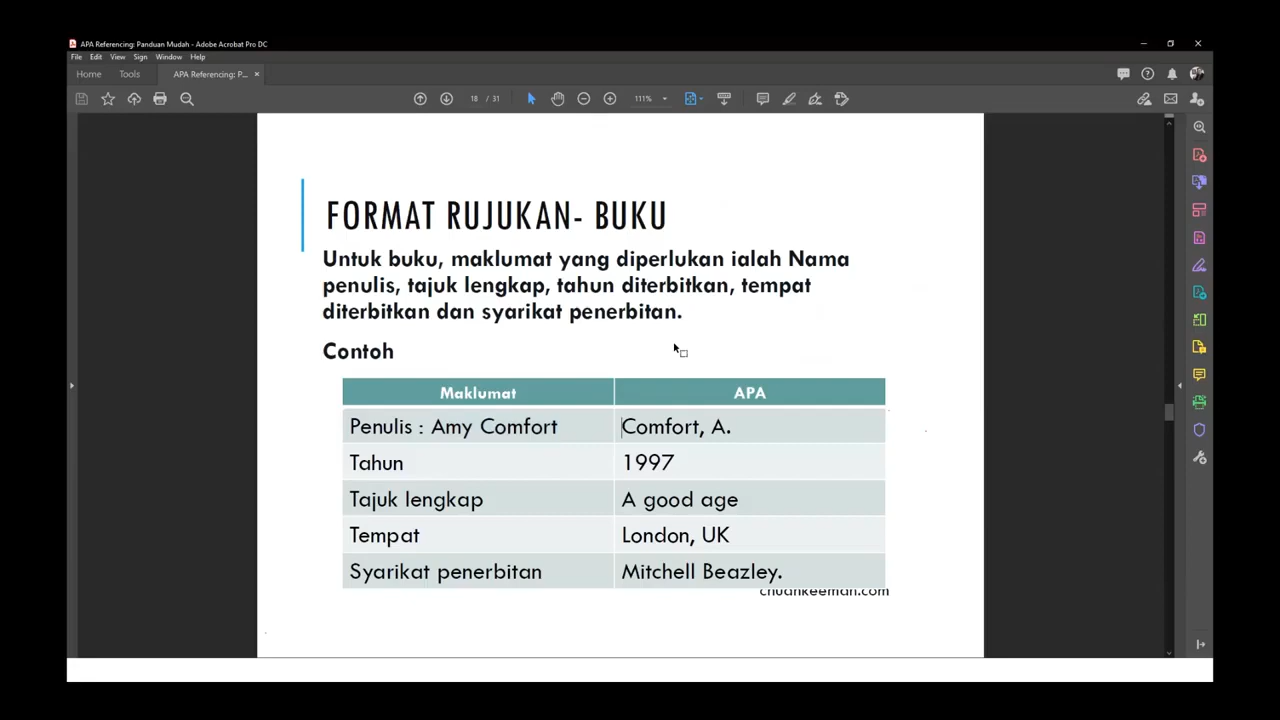 APA Referencing: Panduan Mudah - Adobe Acrobat Pro DC
File Edit View Sign Window Help
Home Tools APA Referencing: P... ×
18 / 31 111%
FORMAT RUJUKAN- BUKU
Untuk buku, maklumat yang diperlukan ialah Nama
penulis, tajuk lengkap, tahun diterbitkan, tempat
diterbitkan dan syarikat penerbitan.
Contoh
Maklumat APA
Penulis : Amy Comfort Comfort, A.
Tahun 1997
Tajuk lengkap A good age
Tempat London, UK
Syarikat penerbitan Mitchell Beazley.
chuankeeman.com